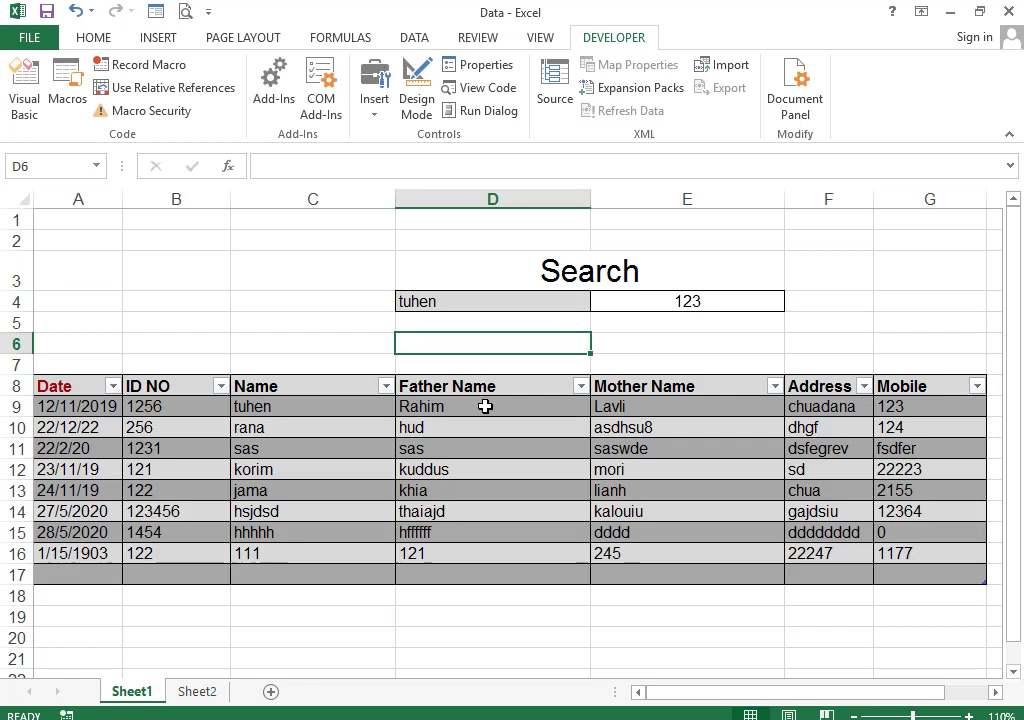 Data - Excel
Sign in
FILE HOME INSERT PAGE LAYOUT FORMULAS DATA REVIEW VIEW DEVELOPER
Visual Basic
Macros
Record Macro
Use Relative References
Macro Security
Code
Add-Ins
COM Add-Ins
Add-Ins
Insert
Design Mode
Properties
View Code
Run Dialog
Controls
Source
Map Properties
Expansion Packs
Refresh Data
Import
Export
XML
Document Panel
Modify
D6
fx
A B C D E F G
1
2
3 Search
4 tuhen 123
5
6
7
8 Date ID NO Name Father Name Mother Name Address Mobile
9 12/11/2019 1256 tuhen Rahim Lavli chuadana 123
10 22/12/22 256 rana hud asdhsu8 dhgf 124
11 22/2/20 1231 sas sas saswde dsfegrev fsdfer
12 23/11/19 121 korim kuddus mori sd 22223
13 24/11/19 122 jama khia lianh chua 2155
14 27/5/2020 123456 hsjdsd thaiajd kalouiu gajdsiu 12364
15 28/5/2020 1454 hhhhh hffffff dddd dddddddd 0
16 1/15/1903 122 111 121 245 22247 1177
17
18
19
20
21
22
Sheet1 Sheet2
READY 110%